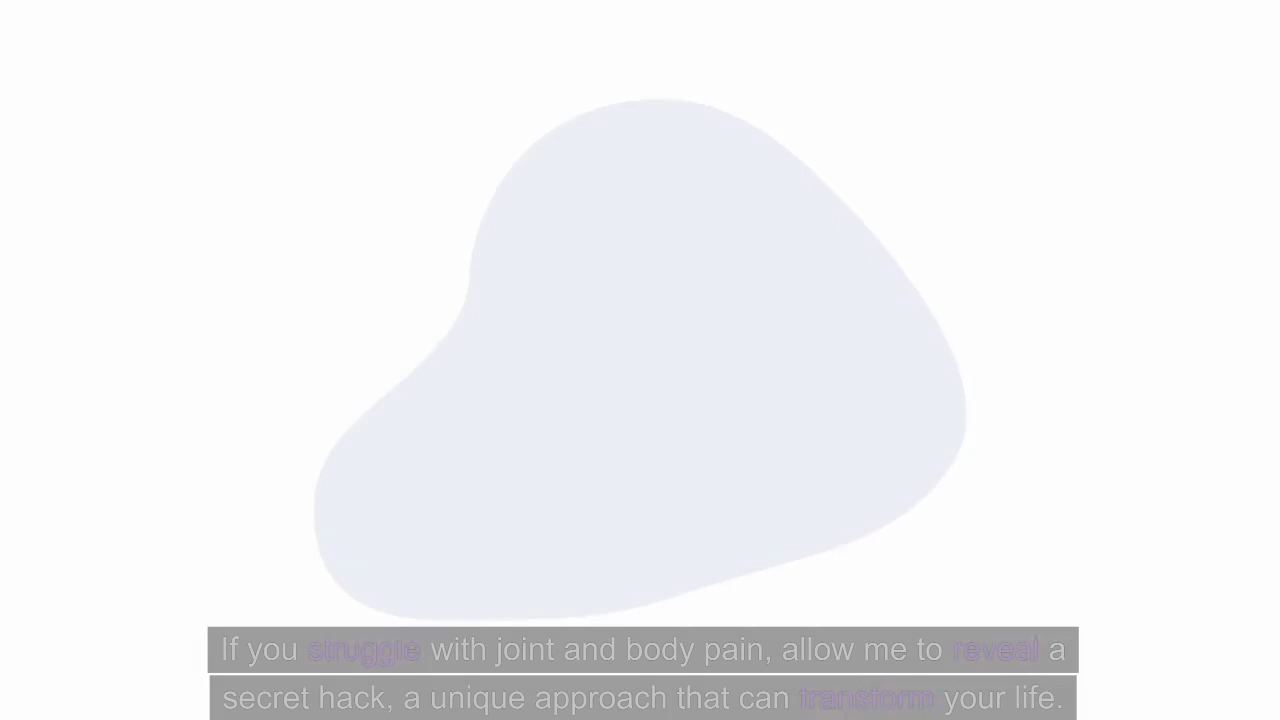 If you struggle with joint and body pain, allow me to reveal a
secret hack, a unique approach that can transform your life.